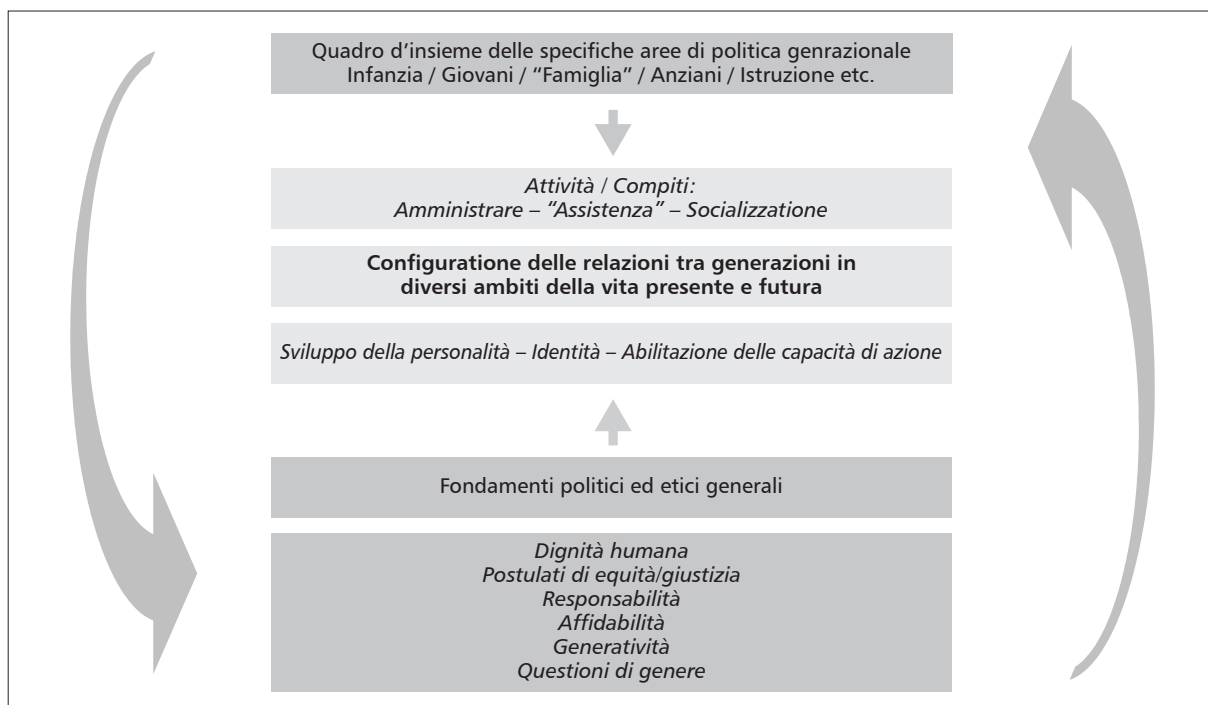 Quadro d’insieme delle specifiche aree di politica genrazionale
Infanzia / Giovani / “Famiglia” / Anziani / Istruzione etc.
Attività / Compiti:
Amministrare – “Assistenza” – Socializzatione
Configuratione delle relazioni tra generazioni in
diversi ambiti della vita presente e futura
Sviluppo della personalità – Identità – Abilitazione delle capacità di azione
Fondamenti politici ed etici generali
Dignità humana
Postulati di equità/giustizia
Responsabilità
Affidabilità
Generatività
Questioni di genere